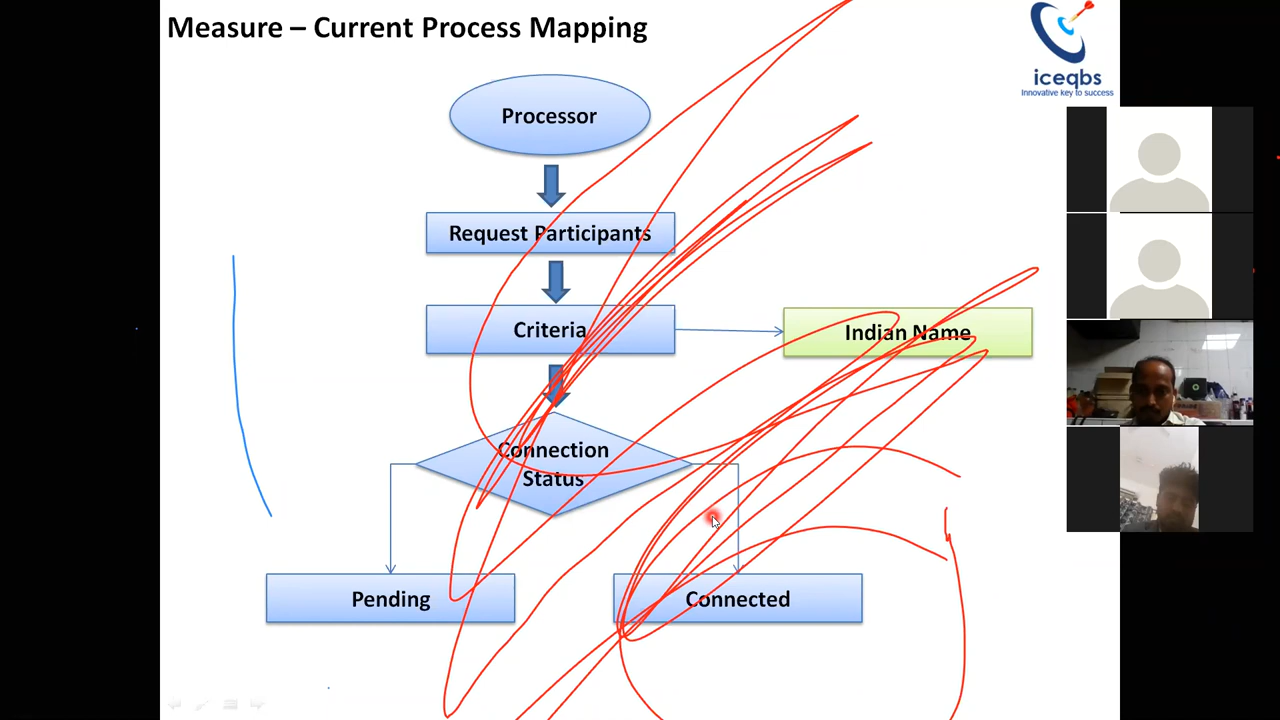 Measure – Current Process Mapping
iceqbs
Innovative key to success
Processor
Request Participants
Criteria
Indian Name
Connection
Status
Pending
Connected